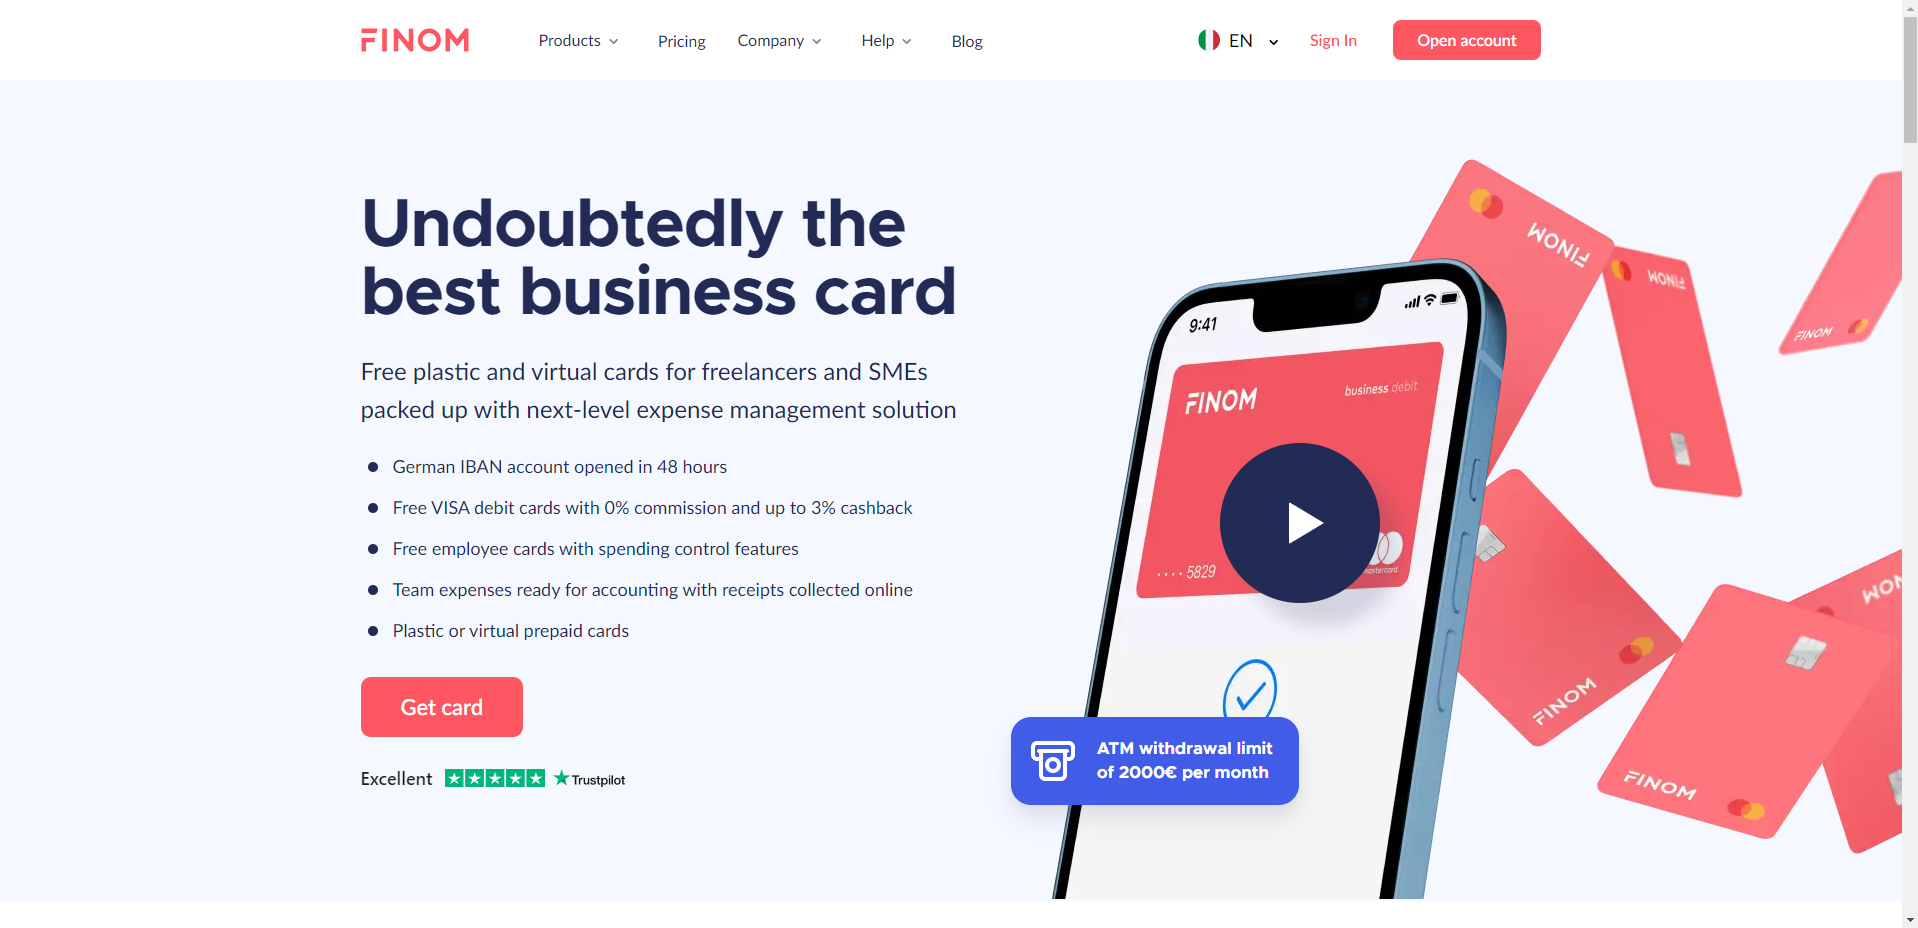 FINOM
Products
Pricing
Company
Help
Blog
EN
Sign In
Open account
Undoubtedly the
best business card
Free plastic and virtual cards for freelancers and SMEs
packed up with next-level expense management solution
German IBAN account opened in 48 hours
Free VISA debit cards with 0% commission and up to 3% cashback
Free employee cards with spending control features
Team expenses ready for accounting with receipts collected online
Plastic or virtual prepaid cards
Get card
Excellent
Trustpilot
9:41
FINOM
business debit
···· 5829
mastercard
ATM withdrawal limit
of 2000€ per month
FINOM
FINOM
FINOM
FINOM
FINOM